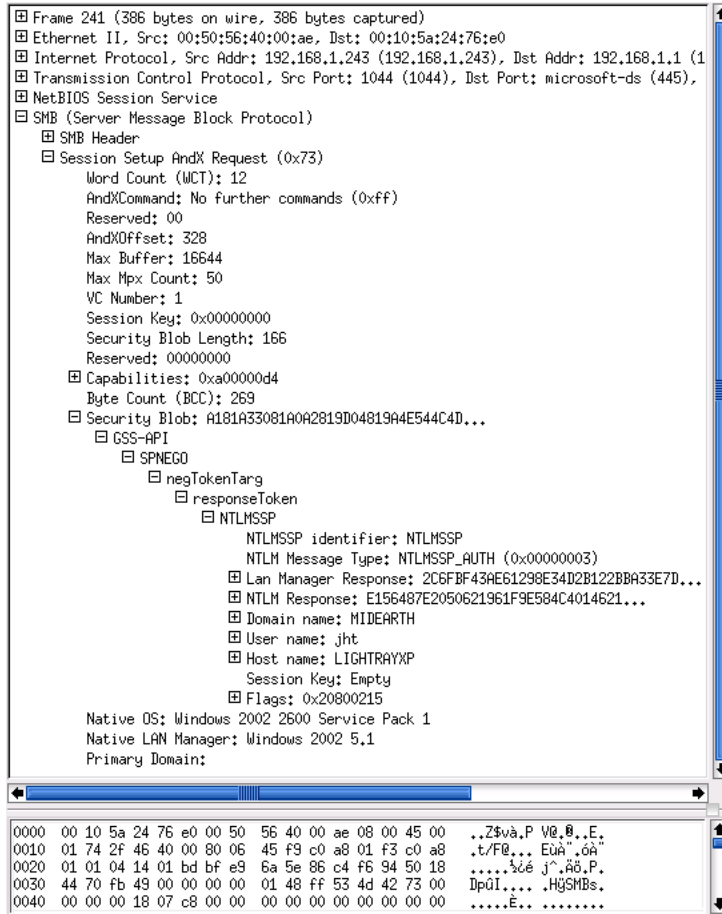 Frame 241 (386 bytes on wire, 386 bytes captured)
Ethernet II, Src: 00:50:56:40:00:ae, Dst: 00:10:5a:24:76:e0
Internet Protocol, Src Addr: 192.168.1.243 (192.168.1.243), Dst Addr: 192.168.1.1 (1
Transmission Control Protocol, Src Port: 1044 (1044), Dst Port: microsoft-ds (445),
NetBIOS Session Service
SMB (Server Message Block Protocol)
SMB Header
Session Setup AndX Request (0x73)
Word Count (WCT): 12
AndXCommand: No further commands (0xff)
Reserved: 00
AndXOffset: 328
Max Buffer: 16644
Max Mpx Count: 50
VC Number: 1
Session Key: 0x00000000
Security Blob Length: 166
Reserved: 00000000
Capabilities: 0xa00000d4
Byte Count (BCC): 269
Security Blob: A181A33081A0A2819D04819A4E544C4D...
GSS-API
SPNEGO
negTokenTarg
responseToken
NTLMSSP
NTLMSSP identifier: NTLMSSP
NTLM Message Type: NTLMSSP_AUTH (0x00000003)
Lan Manager Response: 2C6FBF43AE61298E34D2B122BBA33E7D...
NTLM Response: E156487E2050621961F9E584C4014621...
Domain name: MIDEARTH
User name: jht
Host name: LIGHTRAYXP
Session Key: Empty
Flags: 0x20800215
Native OS: Windows 2002 2600 Service Pack 1
Native LAN Manager: Windows 2002 5.1
Primary Domain:
0000 00 10 5a 24 76 e0 00 50 56 40 00 ae 08 00 45 00 ..Z$và.P V@.®..E.
0010 01 74 2f 46 40 00 80 06 45 f9 c0 a8 01 f3 c0 a8 .t/F@... EùÀ¨.óÀ¨
0020 01 01 04 14 01 bd bf e9 6a 5e 86 c4 f6 94 50 18 .....½¿é j^.Äö.P.
0030 44 70 fb 49 00 00 00 00 01 48 ff 53 4d 42 73 00 DpûI.... .HÿSMBs.
0040 00 00 00 18 07 c8 00 00 00 00 00 00 00 00 00 00 .....È.. ........